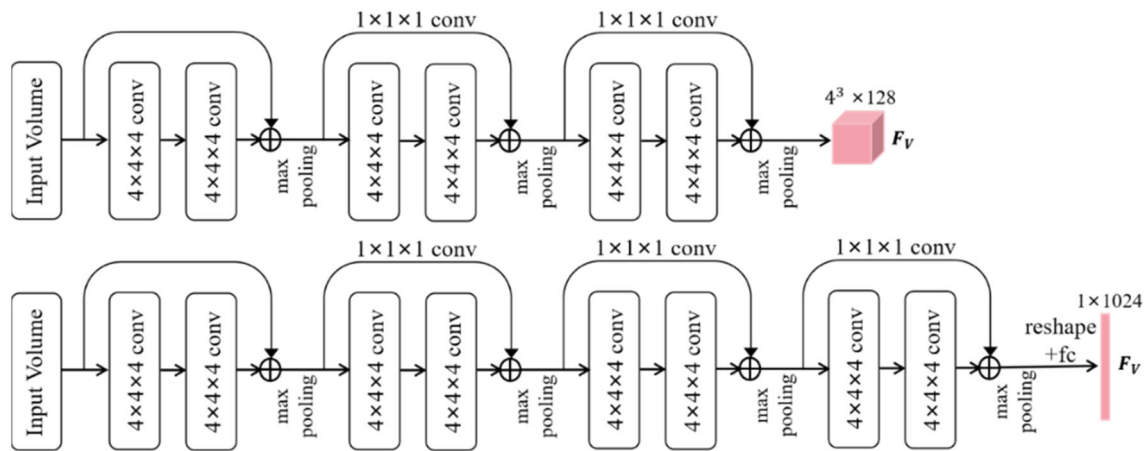 1×1×1 conv
1×1×1 conv
Input Volume
4×4×4 conv
4×4×4 conv
max
pooling
4×4×4 conv
4×4×4 conv
max
pooling
4×4×4 conv
4×4×4 conv
max
pooling
4³ ×128
F_V
1×1×1 conv
1×1×1 conv
1×1×1 conv
Input Volume
4×4×4 conv
4×4×4 conv
max
pooling
4×4×4 conv
4×4×4 conv
max
pooling
4×4×4 conv
4×4×4 conv
max
pooling
4×4×4 conv
4×4×4 conv
max
pooling
reshape
+fc
1×1024
F_V